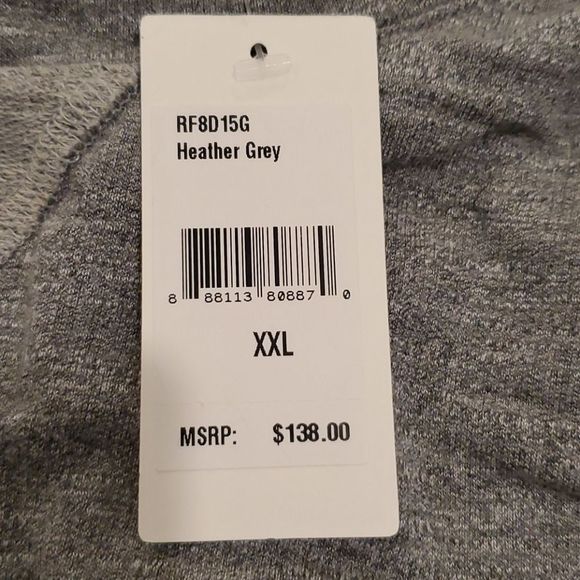 RF8D15G
Heather Grey
8 88113 80887 0
XXL
MSRP: $138.00